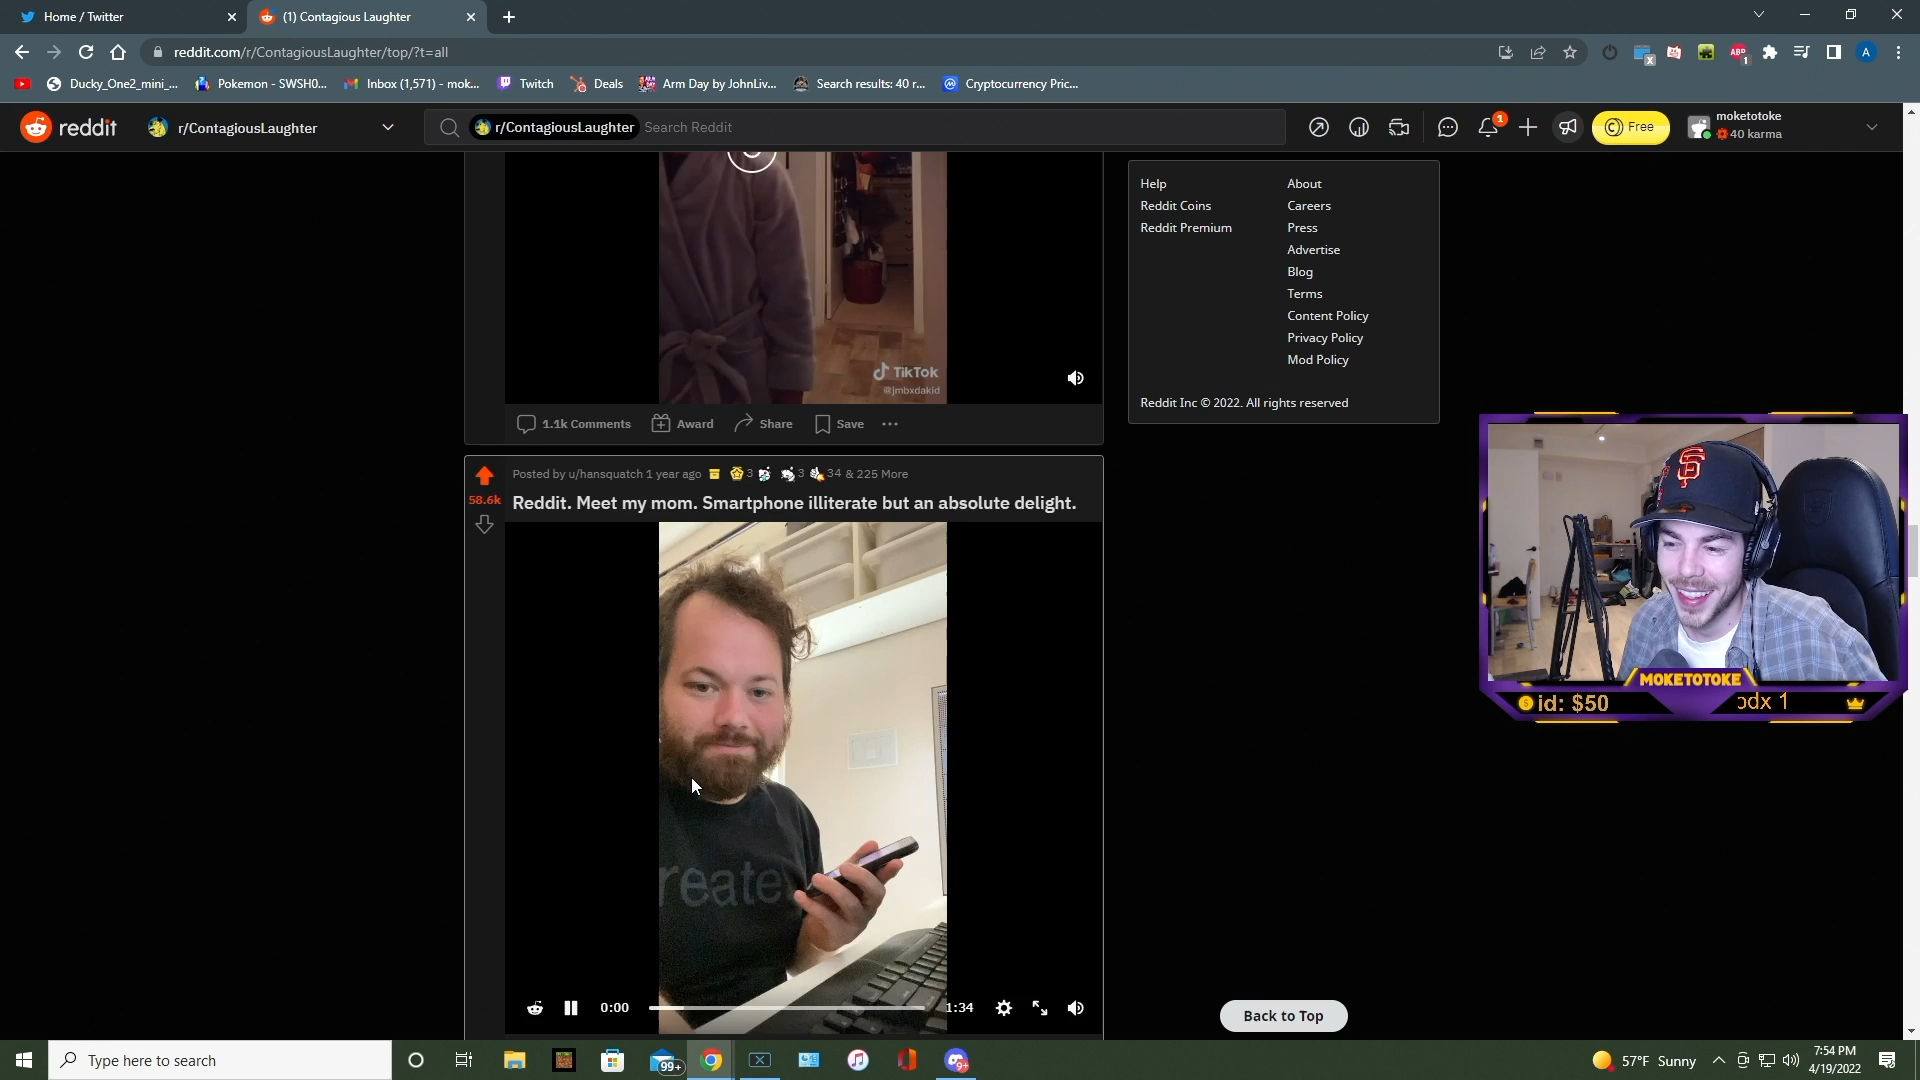 Home / Twitter
(1) Contagious Laughter
reddit.com/r/ContagiousLaughter/top/?t=all
Ducky_One2_mini_...
Pokemon - SWSH0...
Inbox (1,571) - mok...
Twitch
Deals
Arm Day by JohnLiv...
Search results: 40 r...
Cryptocurrency Pric...
reddit
r/ContagiousLaughter
r/ContagiousLaughter
Search Reddit
1
Free
moketotoke
40 karma
Help
About
Reddit Coins
Careers
Reddit Premium
Press
Advertise
Blog
Terms
Content Policy
Privacy Policy
Mod Policy
Reddit Inc © 2022. All rights reserved
TikTok
@jmbxdakid
1.1k Comments
Award
Share
Save
Posted by u/hansquatch 1 year ago
3
3
34 & 225 More
58.6k
Reddit. Meet my mom. Smartphone illiterate but an absolute delight.
reate.
0:00
1:34
MOKETOTOKE
id: $50
odx 1
Back to Top
Type here to search
99+
9+
57°F Sunny
7:54 PM
4/19/2022